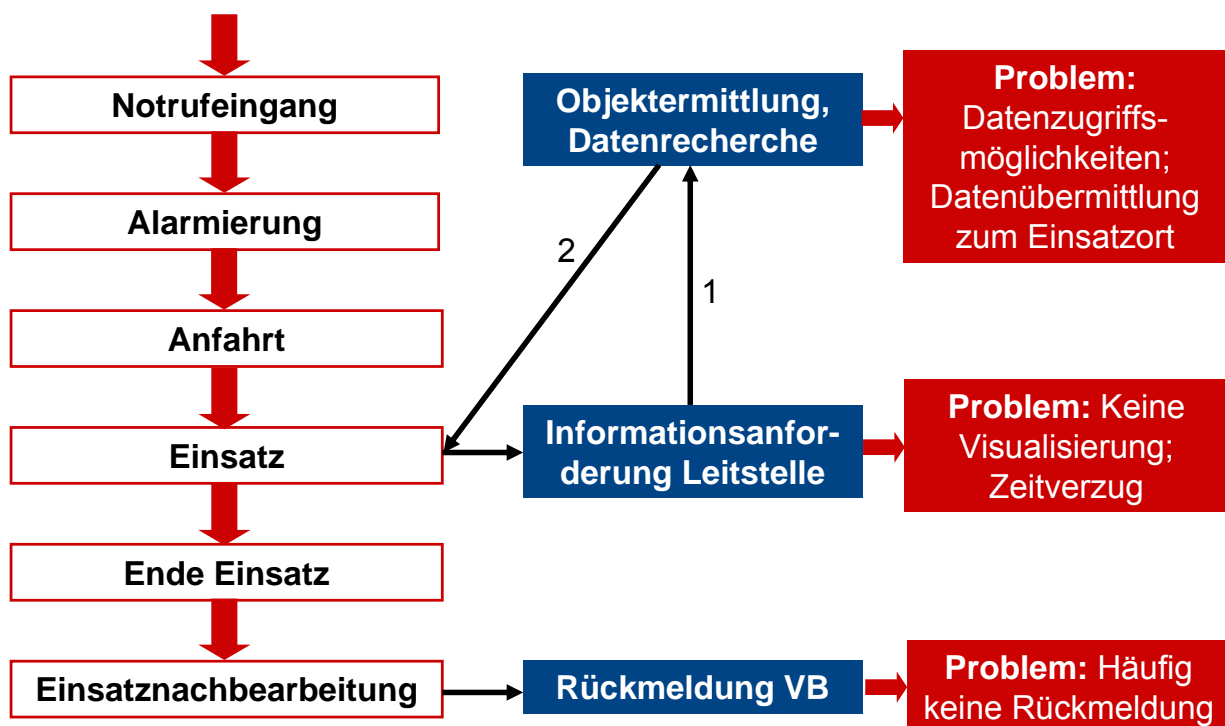 Notrufeingang
Alarmierung
Anfahrt
Einsatz
Ende Einsatz
Einsatznachbearbeitung
Objektermittlung,
Datenrecherche
2
1
Informationsanfor-
derung Leitstelle
Rückmeldung VB
Problem:
Datenzugriffs-
möglichkeiten;
Datenübermittlung
zum Einsatzort
Problem: Keine
Visualisierung;
Zeitverzug
Problem: Häufig
keine Rückmeldung